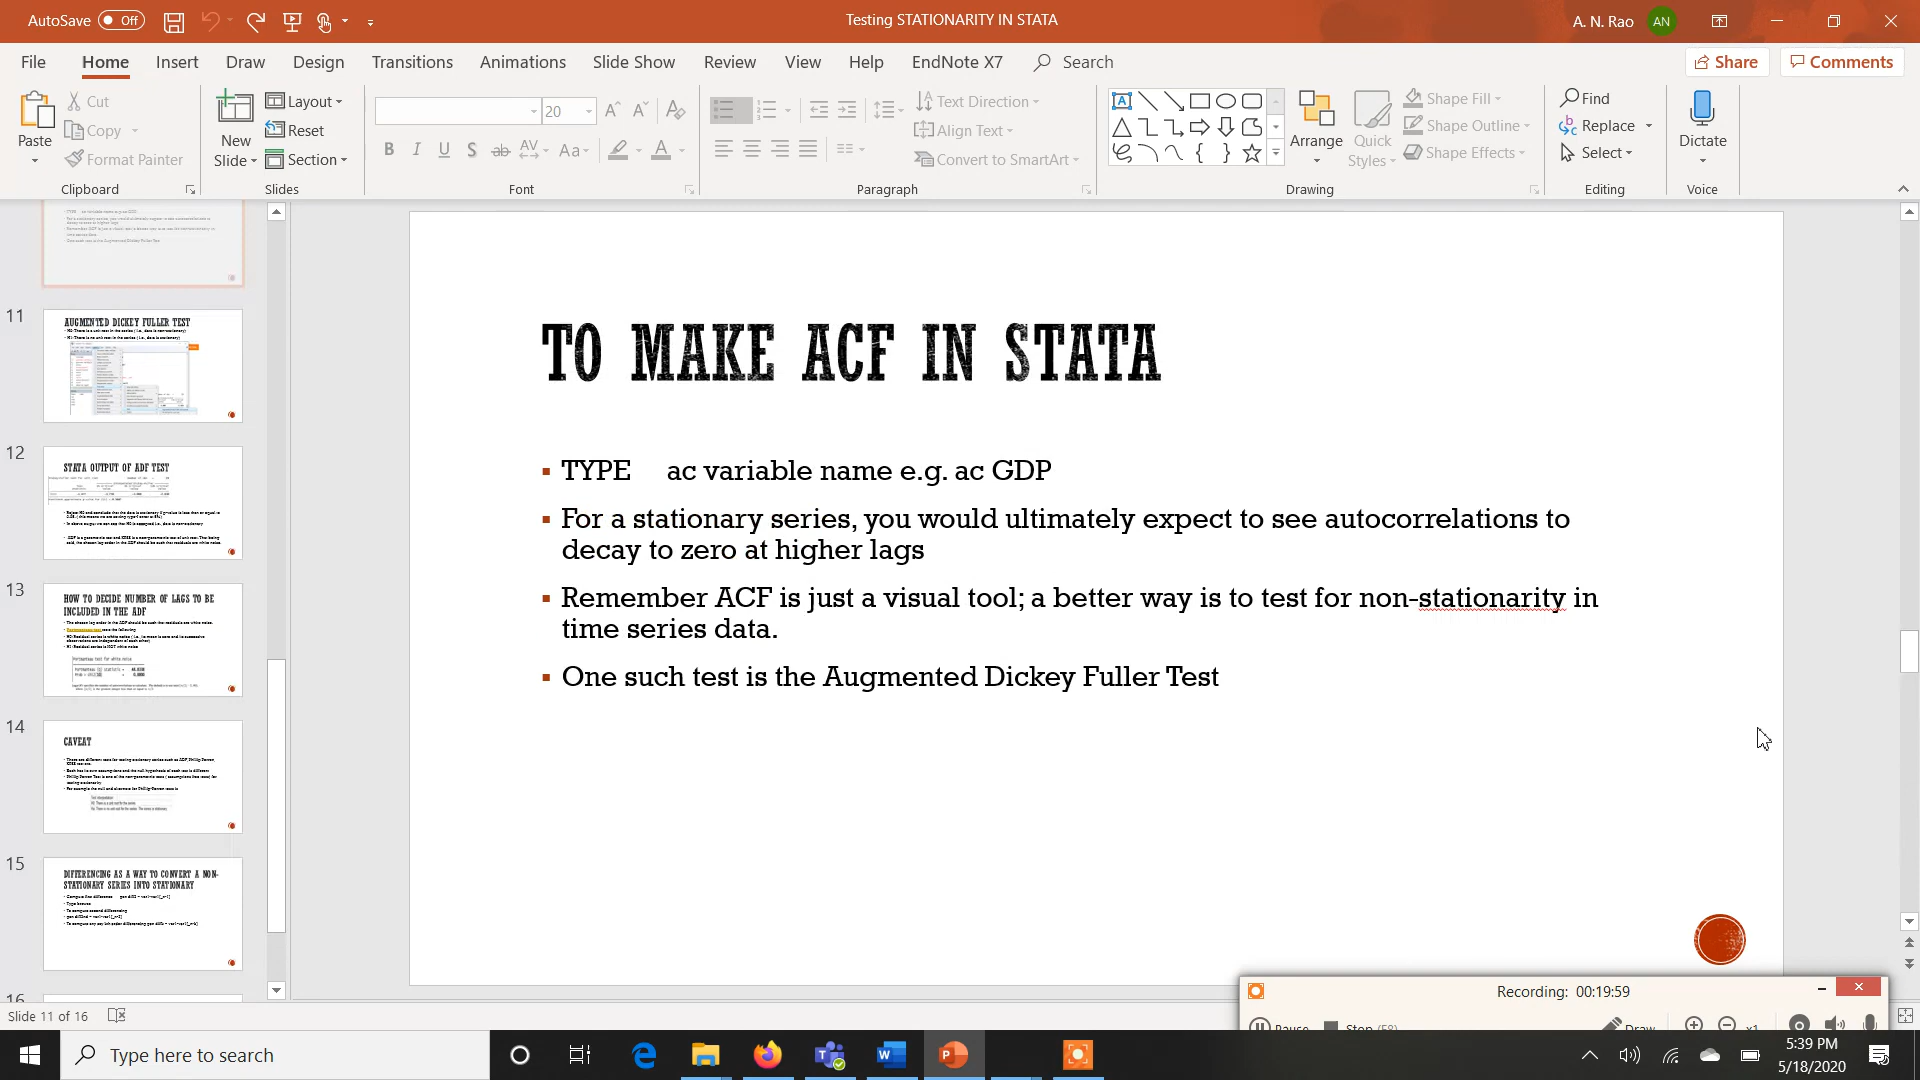 AutoSave Off
Testing STATIONARITY IN STATA
A. N. Rao AN
File Home Insert Draw Design Transitions Animations Slide Show Review View Help EndNote X7 Search Share Comments
Paste
Cut
Copy
Format Painter
Clipboard
New Slide
Layout
Reset
Section
Slides
20
B I U S ab AV Aa A
Font
Text Direction
Align Text
Convert to SmartArt
Paragraph
Arrange
Quick Styles
Shape Fill
Shape Outline
Shape Effects
Drawing
Find
Replace
Select
Editing
Dictate
Voice
11
AUGMENTED DICKEY FULLER TEST
12
STATA OUTPUT OF ADF TEST
13
HOW TO DECIDE NUMBER OF LAGS TO BE
INCLUDED IN THE ADF
14
CAVEAT
15
DIFFERENCING AS A WAY TO CONVERT A NON-
STATIONARY SERIES INTO STATIONARY
16
TO MAKE ACF IN STATA
TYPE ac variable name e.g. ac GDP
For a stationary series, you would ultimately expect to see autocorrelations to
decay to zero at higher lags
Remember ACF is just a visual tool; a better way is to test for non-stationarity in
time series data.
One such test is the Augmented Dickey Fuller Test
Recording: 00:19:59
Pause Stop (F8) Draw x1
Slide 11 of 16
Type here to search
5:39 PM
5/18/2020